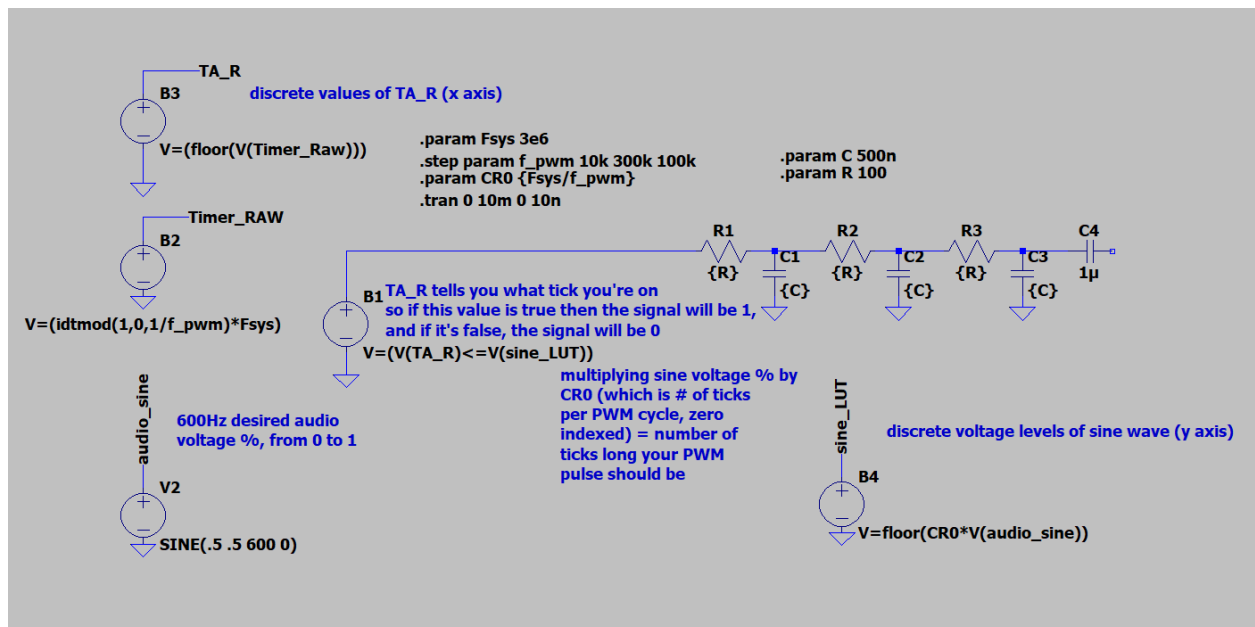 TA_R
B3
discrete values of TA_R (x axis)
V=(floor(V(Timer_Raw)))
.param Fsys 3e6
.step param f_pwm 10k 300k 100k
.param CR0 {Fsys/f_pwm}
.tran 0 10m 0 10n
.param C 500n
.param R 100
Timer_RAW
B2
V=(idtmod(1,0,1/f_pwm)*Fsys)
R1
{R}
C1
{C}
R2
{R}
C2
{C}
R3
{R}
C3
{C}
C4
1µ
B1
TA_R tells you what tick you're on
so if this value is true then the signal will be 1,
and if it's false, the signal will be 0
V=(V(TA_R)<=V(sine_LUT))
multiplying sine voltage % by
CR0 (which is # of ticks
per PWM cycle, zero
indexed) = number of
ticks long your PWM
pulse should be
audio_sine
600Hz desired audio
voltage %, from 0 to 1
V2
SINE(.5 .5 600 0)
sine_LUT
discrete voltage levels of sine wave (y axis)
B4
V=floor(CR0*V(audio_sine))